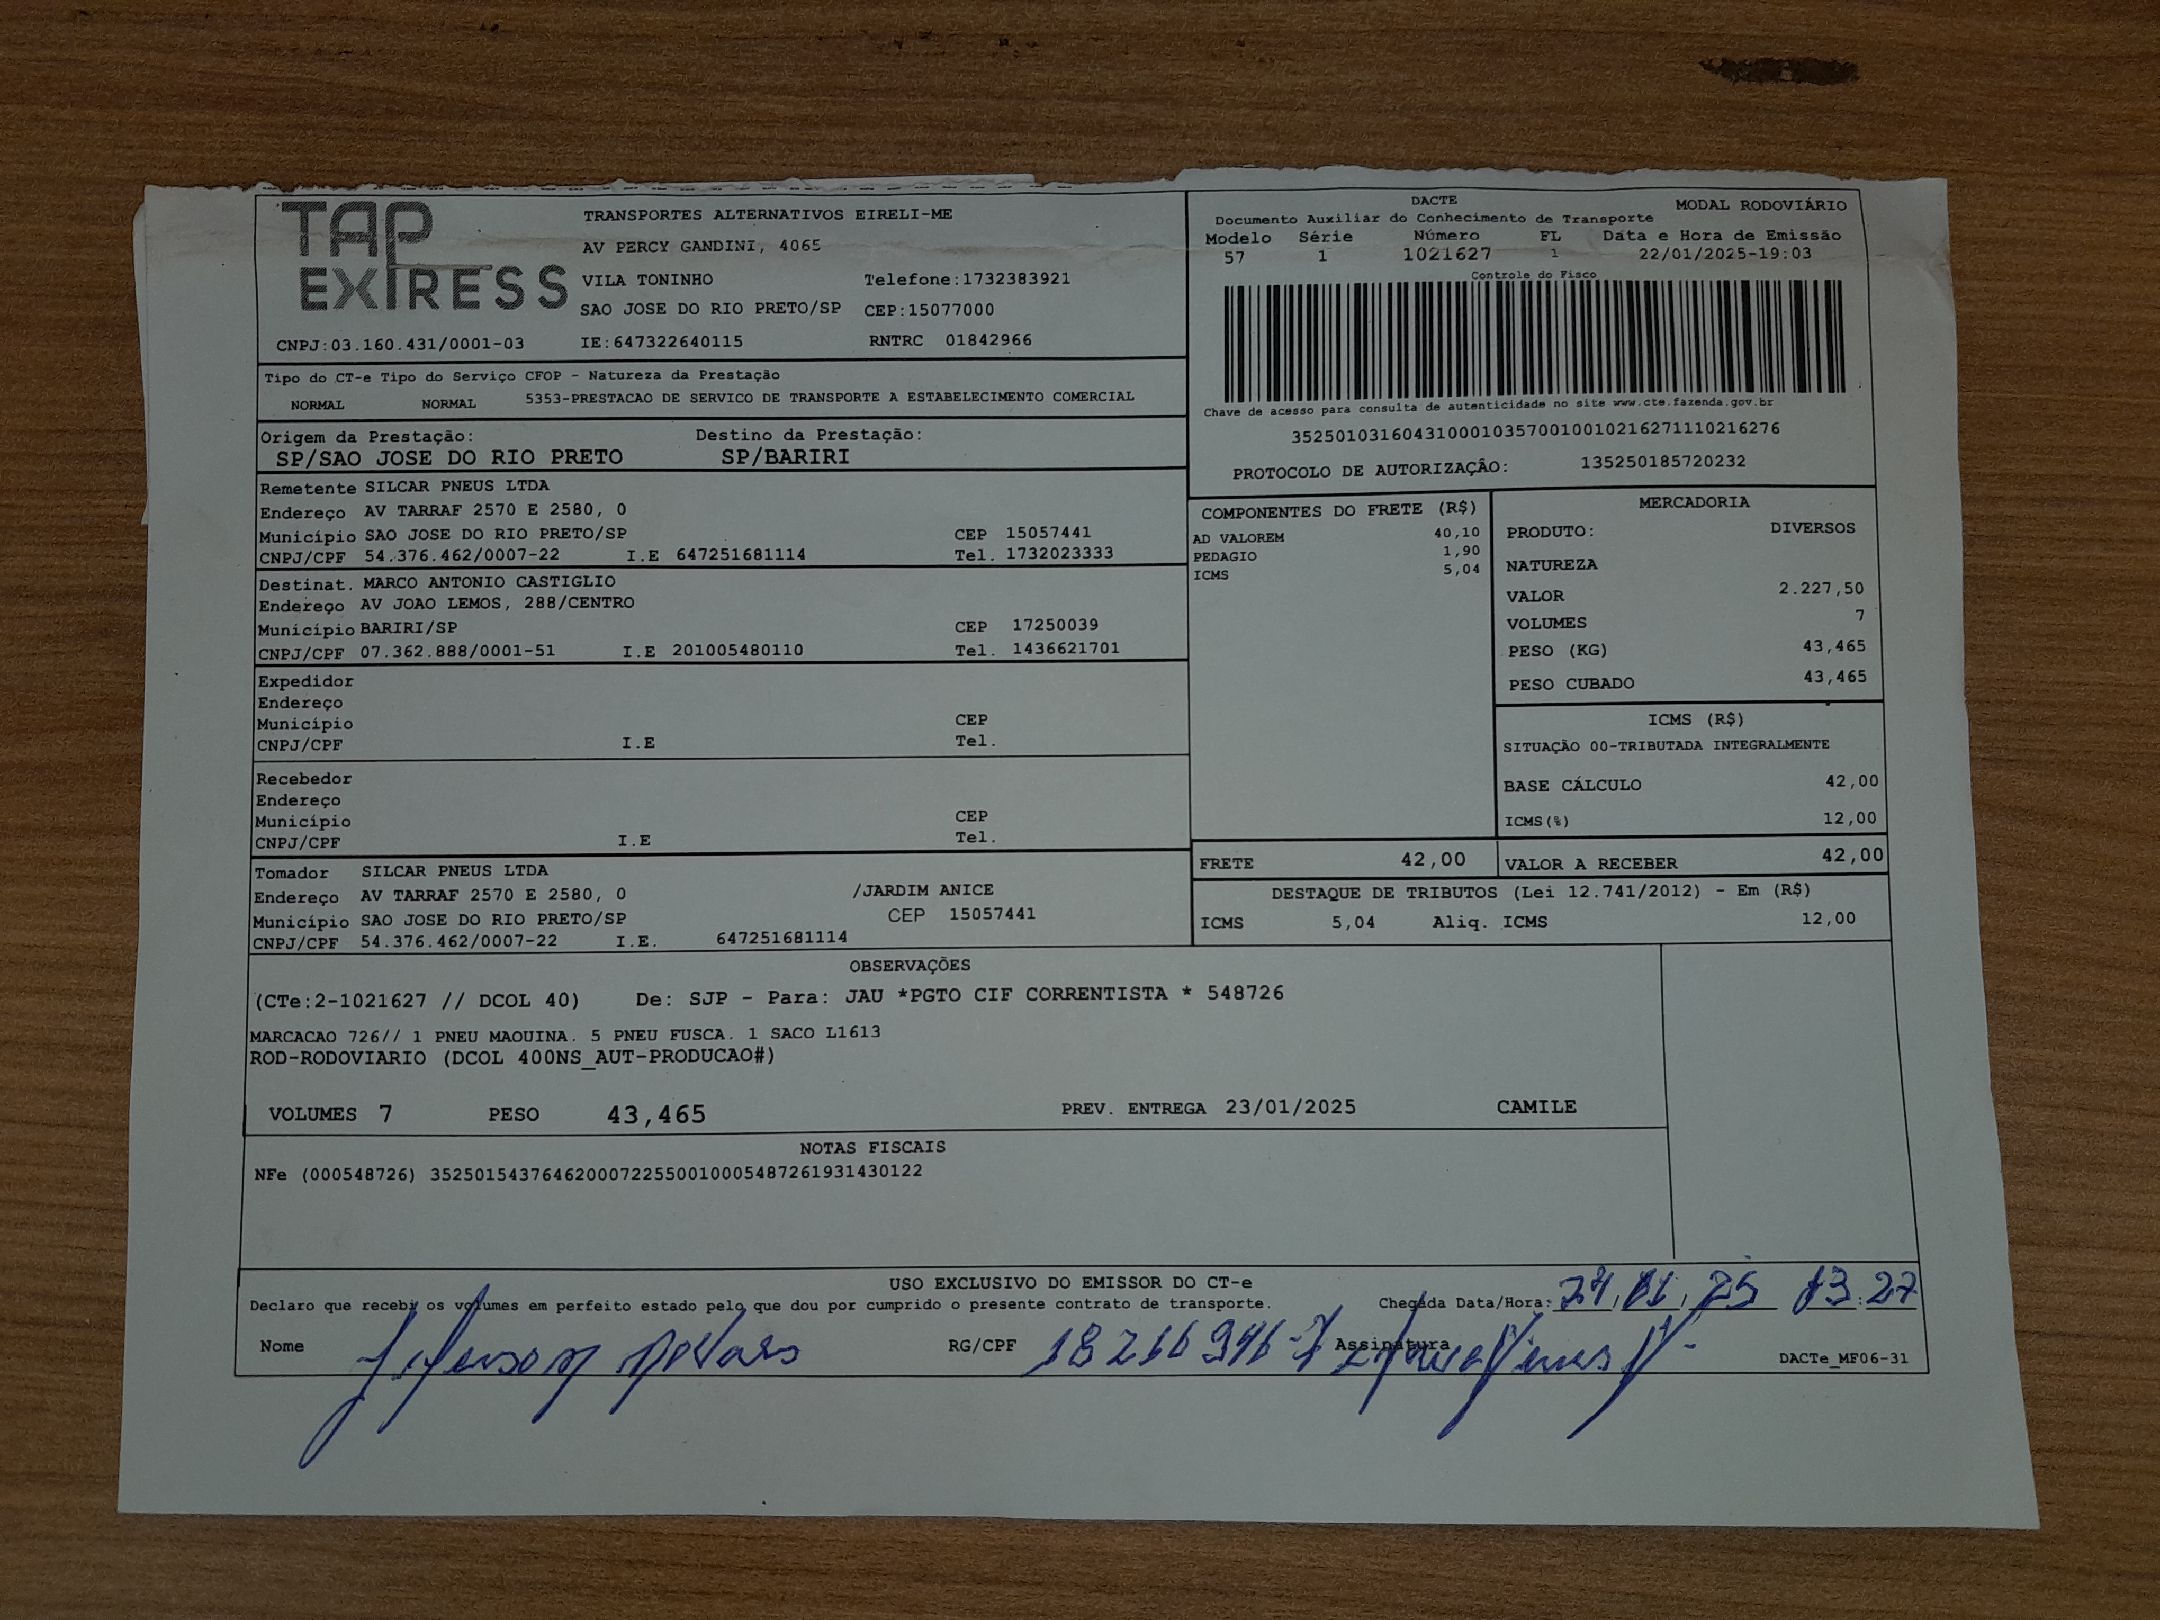 TAP
EXPRESS
TRANSPORTES ALTERNATIVOS EIRELI-ME
AV PERCY GANDINI, 4065
VILA TONINHO Telefone:1732383921
SAO JOSE DO RIO PRETO/SP CEP:15077000
CNPJ:03.160.431/0001-03 IE:647322640115 RNTRC 01842966
DACTE MODAL RODOVIÁRIO
Documento Auxiliar do Conhecimento de Transporte
Modelo Série Número FL Data e Hora de Emissão
57 1 1021627 1 22/01/2025-19:03
Controle do Fisco
Chave de acesso para consulta de autenticidade no site www.cte.fazenda.gov.br
35250103160431000103570010010216271110216276
PROTOCOLO DE AUTORIZAÇÃO: 135250185720232
Tipo do CT-e Tipo do Serviço CFOP - Natureza da Prestação
NORMAL NORMAL 5353-PRESTACAO DE SERVICO DE TRANSPORTE A ESTABELECIMENTO COMERCIAL
Origem da Prestação: Destino da Prestação:
SP/SAO JOSE DO RIO PRETO SP/BARIRI
Remetente SILCAR PNEUS LTDA
Endereço AV TARRAF 2570 E 2580, 0
Município SAO JOSE DO RIO PRETO/SP CEP 15057441
CNPJ/CPF 54.376.462/0007-22 I.E 647251681114 Tel. 1732023333
Destinat. MARCO ANTONIO CASTIGLIO
Endereço AV JOAO LEMOS, 288/CENTRO
Município BARIRI/SP CEP 17250039
CNPJ/CPF 07.362.888/0001-51 I.E 201005480110 Tel. 1436621701
Expedidor
Endereço
Município CEP
CNPJ/CPF I.E Tel.
Recebedor
Endereço
Município CEP
CNPJ/CPF I.E Tel.
Tomador SILCAR PNEUS LTDA
Endereço AV TARRAF 2570 E 2580, 0 /JARDIM ANICE
Município SAO JOSE DO RIO PRETO/SP CEP 15057441
CNPJ/CPF 54.376.462/0007-22 I.E. 647251681114
COMPONENTES DO FRETE (R$)
AD VALOREM 40,10
PEDAGIO 1,90
ICMS 5,04
MERCADORIA
PRODUTO: DIVERSOS
NATUREZA
VALOR 2.227,50
VOLUMES 7
PESO (KG) 43,465
PESO CUBADO 43,465
ICMS (R$)
SITUAÇÃO 00-TRIBUTADA INTEGRALMENTE
BASE CÁLCULO 42,00
ICMS(%) 12,00
FRETE 42,00 VALOR A RECEBER 42,00
DESTAQUE DE TRIBUTOS (Lei 12.741/2012) - Em (R$)
ICMS 5,04 Aliq. ICMS 12,00
OBSERVAÇÕES
(CTe:2-1021627 // DCOL 40) De: SJP - Para: JAU *PGTO CIF CORRENTISTA * 548726
MARCACAO 726// 1 PNEU MAQUINA. 5 PNEU FUSCA. 1 SACO L1613
ROD-RODOVIARIO (DCOL 400NS_AUT-PRODUCAO#)
VOLUMES 7 PESO 43,465 PREV. ENTREGA 23/01/2025 CAMILE
NOTAS FISCAIS
NFe (000548726) 35250154376462000722550010005487261931430122
USO EXCLUSIVO DO EMISSOR DO CT-e
Declaro que recebi os volumes em perfeito estado pelo que dou por cumprido o presente contrato de transporte. Chegada Data/Hora: 24,01,25 13:27
Nome RG/CPF Assinatura
DACTe_MF06-31